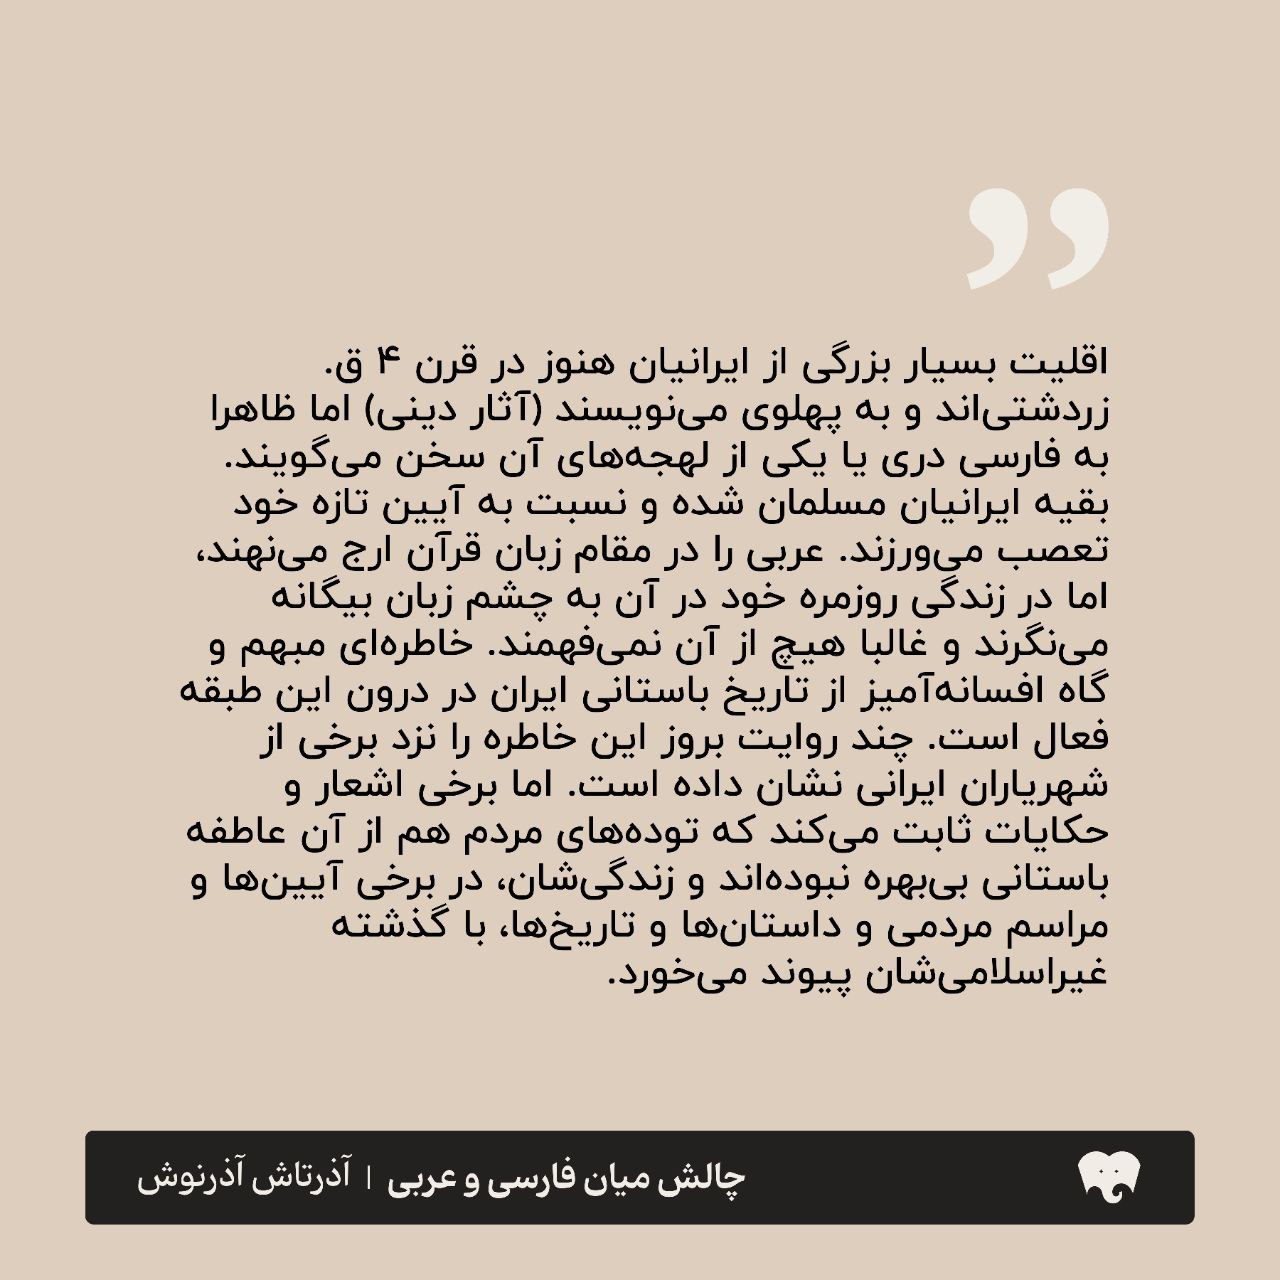 ”
اقلیت بسیار بزرگی از ایرانیان هنوز در قرن ۴ ق.
زردشتی‌اند و به پهلوی می‌نویسند (آثار دینی) اما ظاهرا
به فارسی دری یا یکی از لهجه‌های آن سخن می‌گویند.
بقیه ایرانیان مسلمان شده و نسبت به آیین تازه خود
تعصب می‌ورزند. عربی را در مقام زبان قرآن ارج می‌نهند،
اما در زندگی روزمره خود در آن به چشم زبان بیگانه
می‌نگرند و غالبا هیچ از آن نمی‌فهمند. خاطره‌ای مبهم و
گاه افسانه‌آمیز از تاریخ باستانی ایران در درون این طبقه
فعال است. چند روایت بروز این خاطره را نزد برخی از
شهریاران ایرانی نشان داده است. اما برخی اشعار و
حکایات ثابت می‌کند که توده‌های مردم هم از آن عاطفه
باستانی بی‌بهره نبوده‌اند و زندگی‌شان، در برخی آیین‌ها و
مراسم مردمی و داستان‌ها و تاریخ‌ها، با گذشته
غیراسلامی‌شان پیوند می‌خورد.
چالش میان فارسی و عربی | آذرتاش آذرنوش